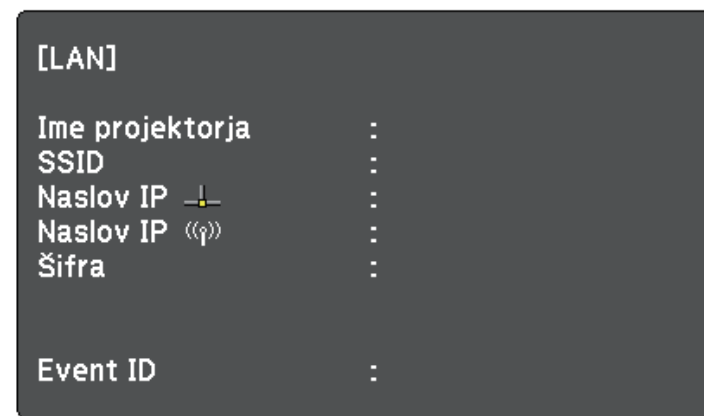 [LAN]
Ime projektorja :
SSID :
Naslov IP :
Naslov IP :
Šifra :
Event ID :